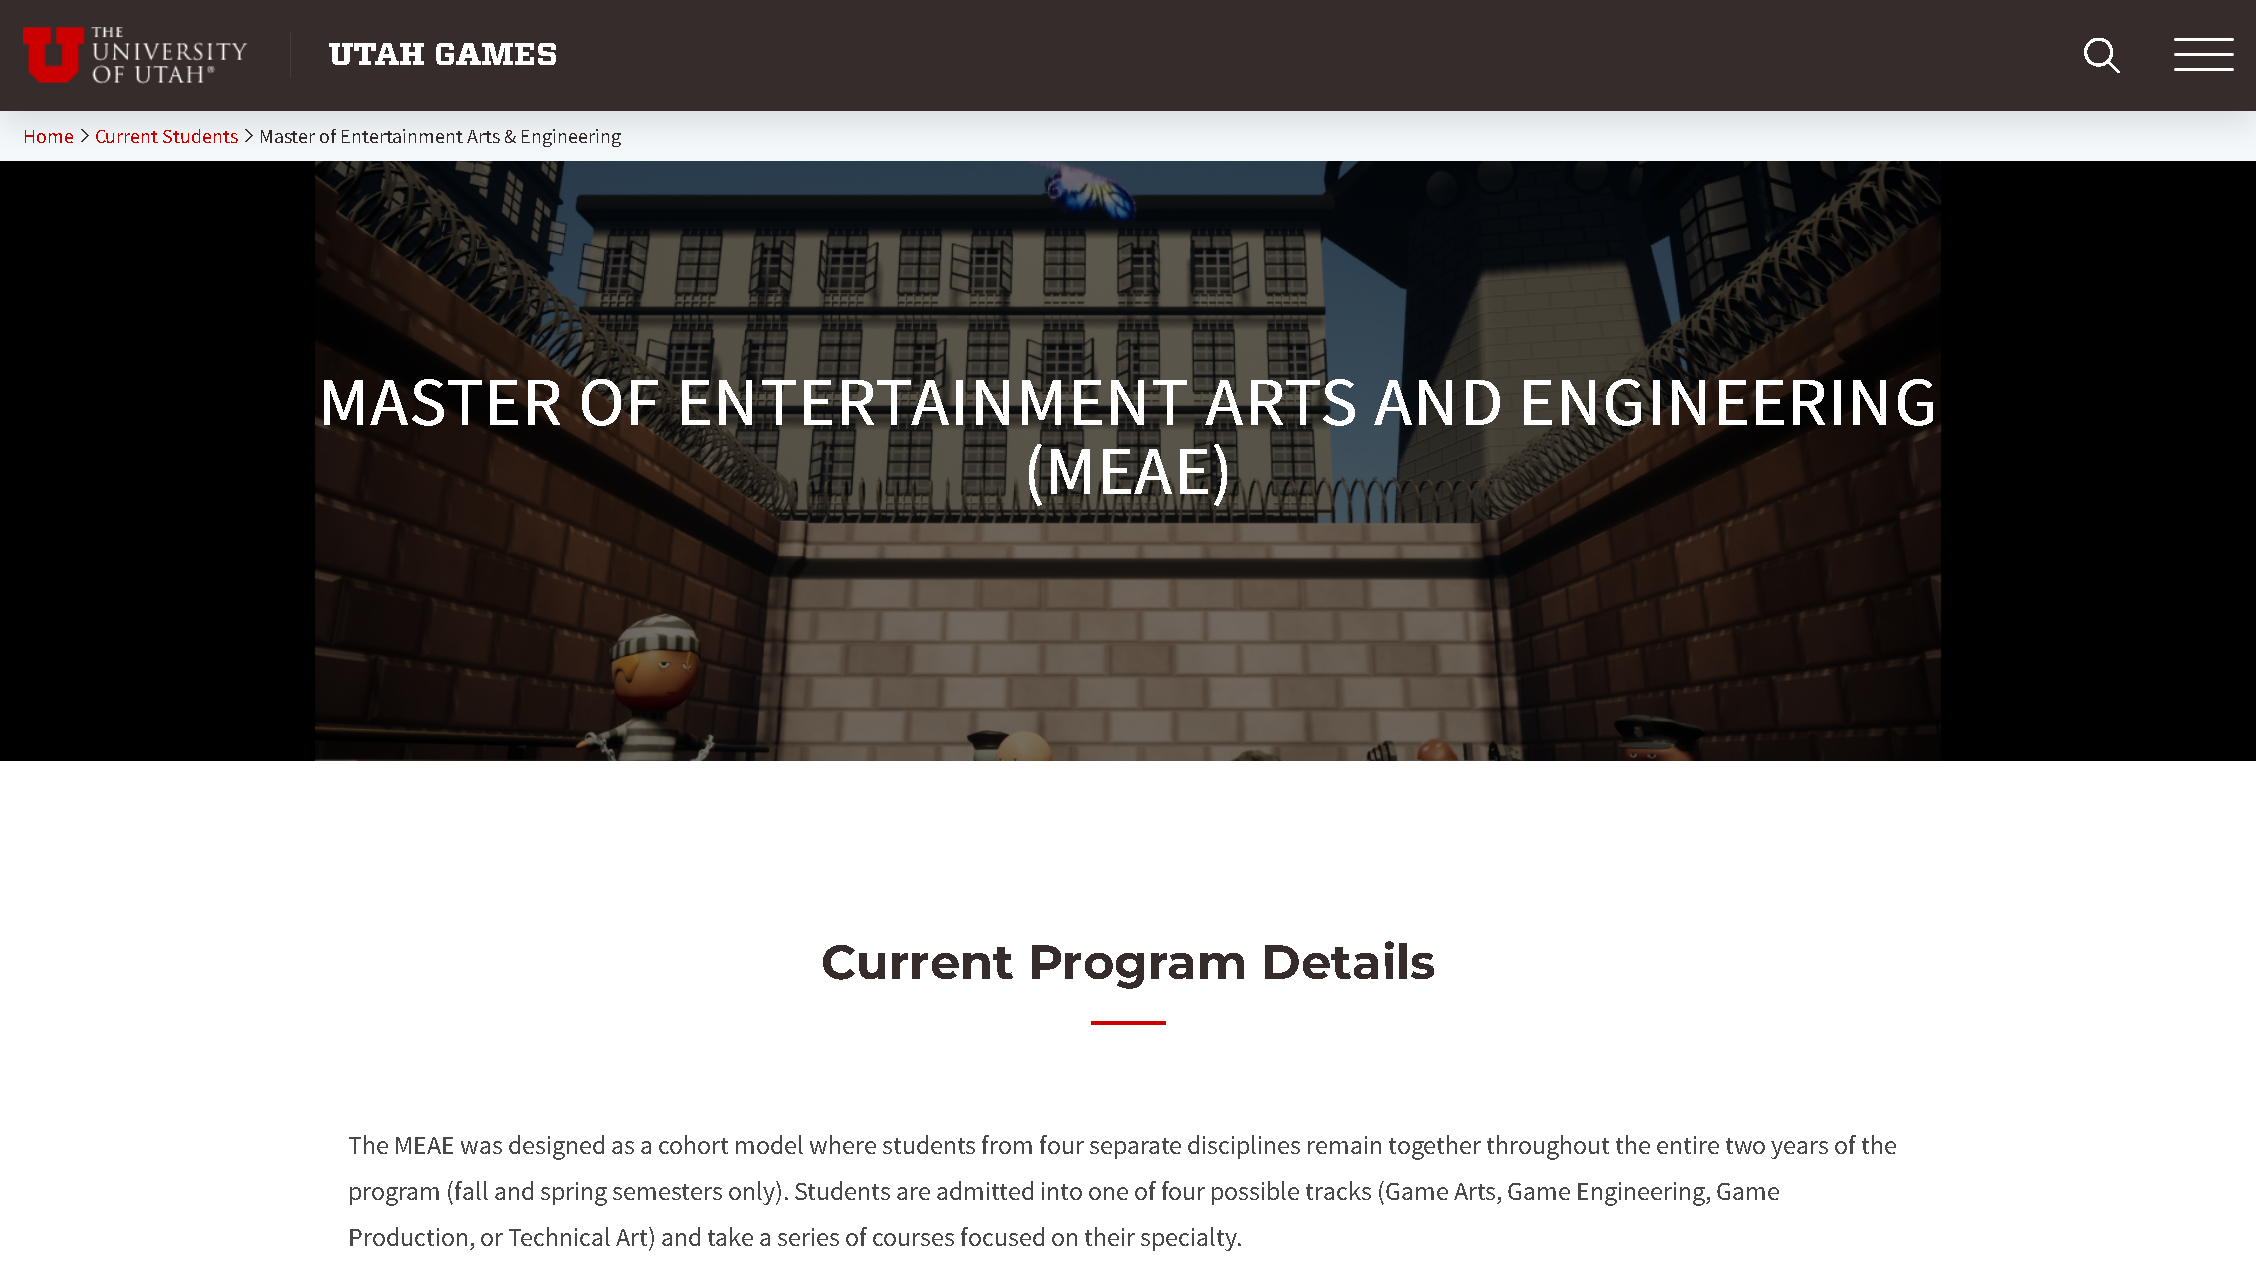 THE
UNIVERSITY
OF UTAH®
UTAH GAMES
Home > Current Students > Master of Entertainment Arts & Engineering
MASTER OF ENTERTAINMENT ARTS AND ENGINEERING
(MEAE)
Current Program Details
The MEAE was designed as a cohort model where students from four separate disciplines remain together throughout the entire two years of the
program (fall and spring semesters only). Students are admitted into one of four possible tracks (Game Arts, Game Engineering, Game
Production, or Technical Art) and take a series of courses focused on their specialty.